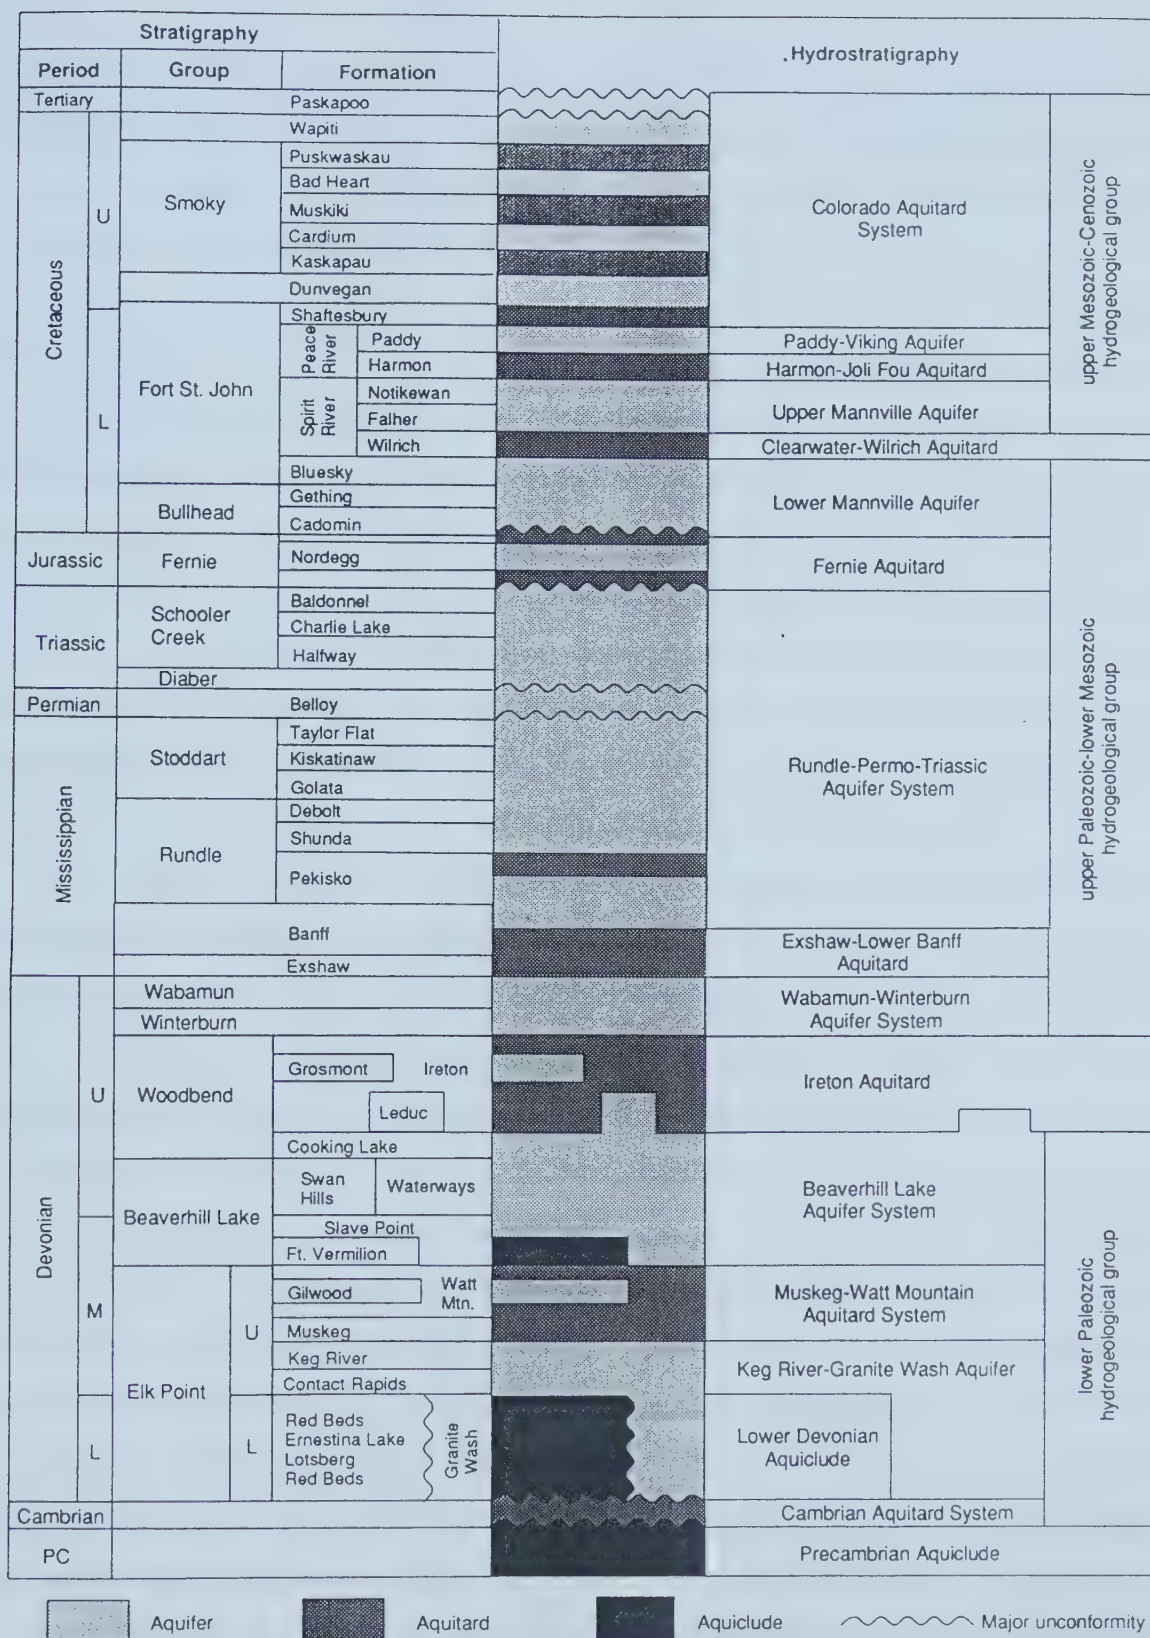 Stratigraphy
.Hydrostratigraphy
Period Group Formation
Tertiary Paskapoo
Cretaceous
U
Wapiti
Smoky
Puskwaskau
Bad Heart
Muskiki
Cardium
Kaskapau
Dunvegan
Colorado Aquitard
System
upper Mesozoic-Cenozoic
hydrogeological group
L
Fort St. John
Shaftesbury
Peace
River
Paddy
Paddy-Viking Aquifer
Harmon
Harmon-Joli Fou Aquitard
Spirit
River
Notikewan
Falher
Upper Mannville Aquifer
Wilrich
Clearwater-Wilrich Aquitard
Bluesky
Bullhead
Gething
Cadomin
Lower Mannville Aquifer
Jurassic Fernie Nordegg Fernie Aquitard
Triassic
Schooler
Creek
Baldonnel
Charlie Lake
Halfway
Diaber
Permian Belloy
Mississippian
Stoddart
Taylor Flat
Kiskatinaw
Golata
Rundle
Debolt
Shunda
Pekisko
Rundle-Permo-Triassic
Aquifer System
upper Paleozoic-lower Mesozoic
hydrogeological group
Banff
Exshaw
Exshaw-Lower Banff
Aquitard
Devonian
U
Wabamun
Winterburn
Wabamun-Winterburn
Aquifer System
Woodbend
Grosmont Ireton
Leduc
Ireton Aquitard
Cooking Lake
Beaverhill Lake
Swan
Hills
Waterways
Slave Point
Ft. Vermilion
Beaverhill Lake
Aquifer System
M
Elk Point
U
Gilwood
Watt
Mtn.
Muskeg
Muskeg-Watt Mountain
Aquitard System
Keg River
Contact Rapids
Keg River-Granite Wash Aquifer
lower Paleozoic
hydrogeological group
L
L
Red Beds
Ernestina Lake
Lotsberg
Red Beds
Granite
Wash
Lower Devonian
Aquiclude
Cambrian Cambrian Aquitard System
PC Precambrian Aquiclude
Aquifer Aquitard Aquiclude Major unconformity